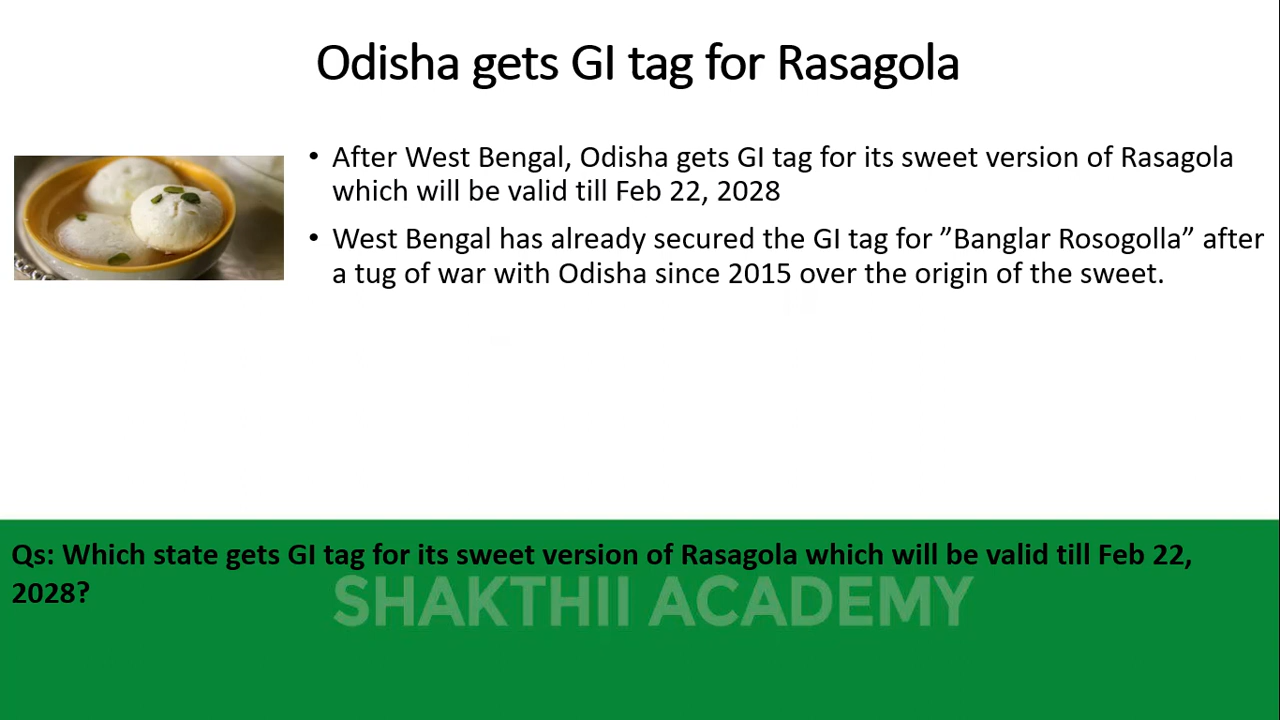 Odisha gets GI tag for Rasagola
• After West Bengal, Odisha gets GI tag for its sweet version of Rasagola
which will be valid till Feb 22, 2028
• West Bengal has already secured the GI tag for ”Banglar Rosogolla” after
a tug of war with Odisha since 2015 over the origin of the sweet.
Qs: Which state gets GI tag for its sweet version of Rasagola which will be valid till Feb 22,
2028?
SHAKTHII ACADEMY